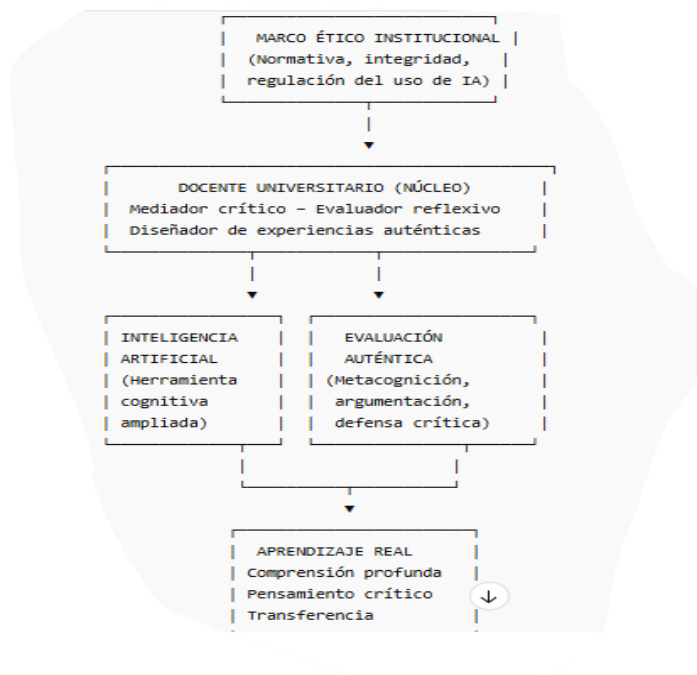 MARCO ÉTICO INSTITUCIONAL
(Normativa, integridad,
regulación del uso de IA)
DOCENTE UNIVERSITARIO (NÚCLEO)
Mediador crítico – Evaluador reflexivo
Diseñador de experiencias auténticas
INTELIGENCIA
ARTIFICIAL
(Herramienta
cognitiva
ampliada)
EVALUACIÓN
AUTÉNTICA
(Metacognición,
argumentación,
defensa crítica)
APRENDIZAJE REAL
Comprensión profunda
Pensamiento crítico
Transferencia